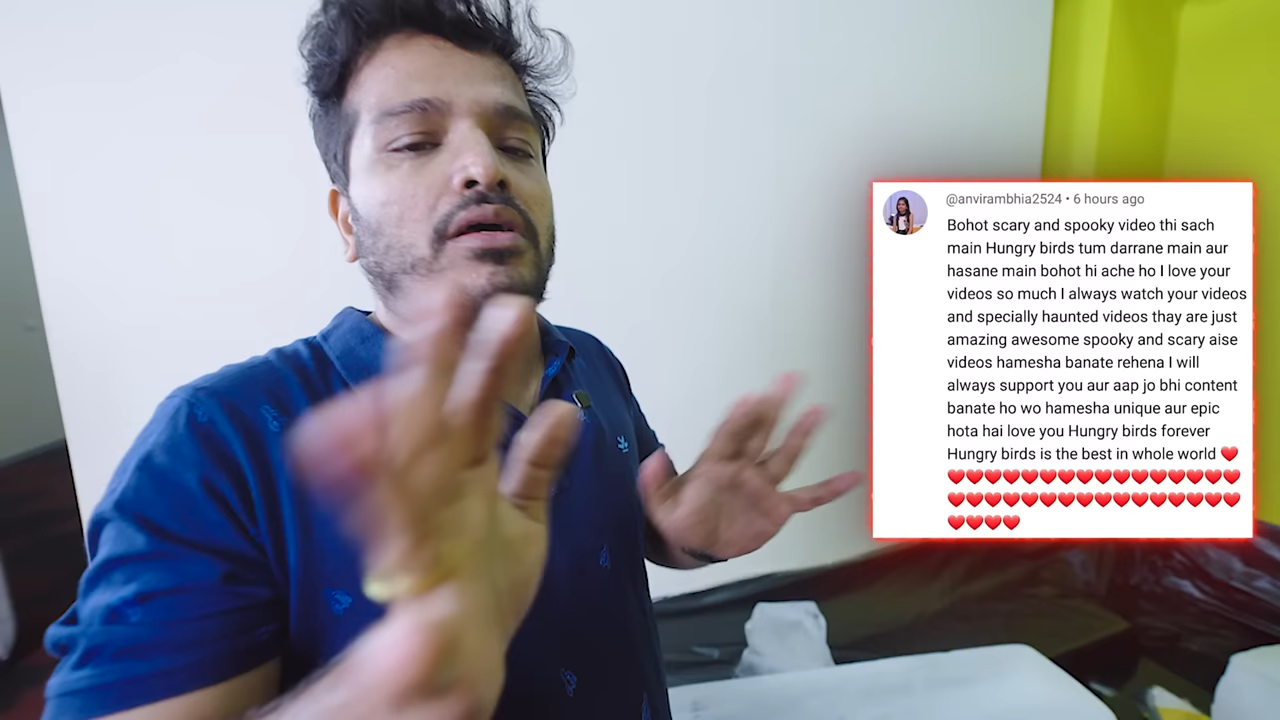 @anvirambhia2524 • 6 hours ago
Bohot scary and spooky video thi sach
main Hungry birds tum darrane main aur
hasane main bohot hi ache ho I love your
videos so much I always watch your videos
and specially haunted videos thay are just
amazing awesome spooky and scary aise
videos hamesha banate rehena I will
always support you aur aap jo bhi content
banate ho wo hamesha unique aur epic
hota hai love you Hungry birds forever
Hungry birds is the best in whole world ❤️
❤️❤️❤️❤️❤️❤️❤️❤️❤️❤️❤️❤️❤️❤️❤️❤️
❤️❤️❤️❤️❤️❤️❤️❤️❤️❤️❤️❤️❤️❤️❤️❤️
❤️❤️❤️❤️